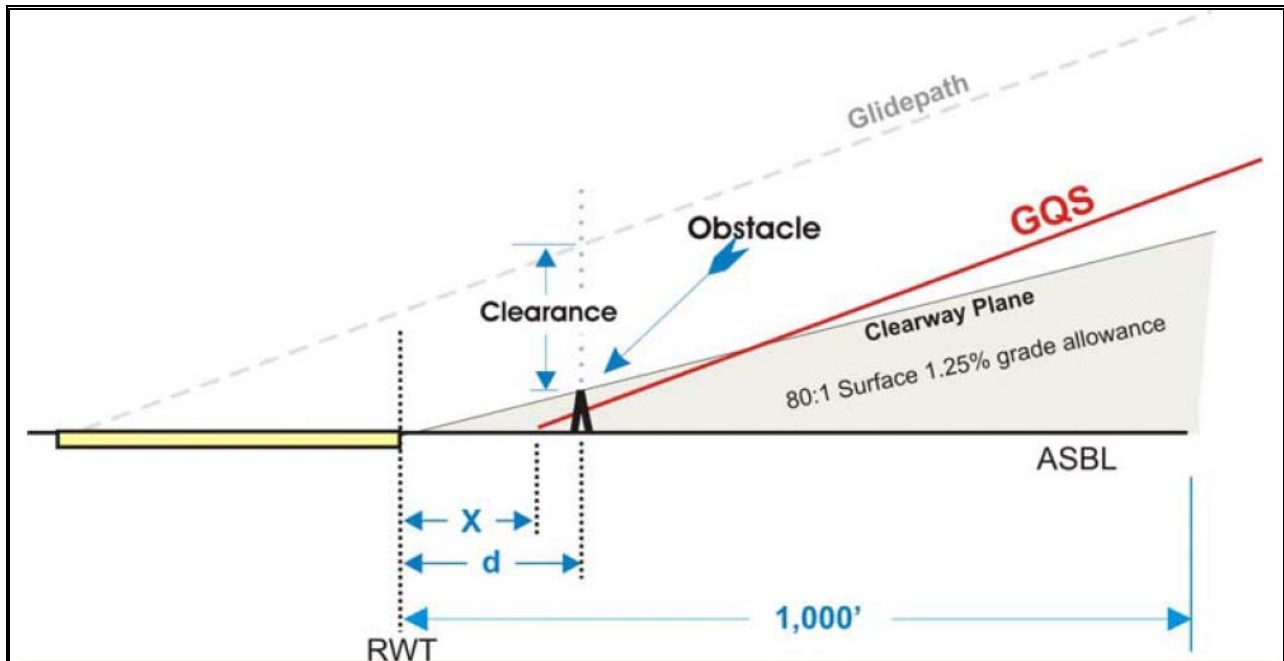 Glidepath
GQS
Obstacle
Clearance
Clearway Plane
80:1 Surface 1.25% grade allowance
ASBL
X
d
1,000’
RWT